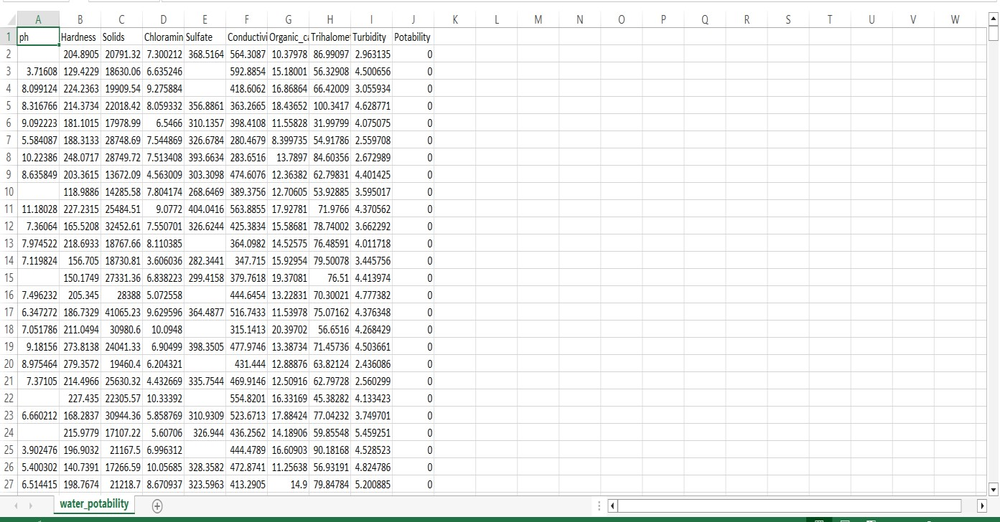 A B C D E F G H I J K L M N O P Q R S T U V W
1 ph Hardness Solids Chloramin Sulfate Conductivi Organic_ca Trihalome Turbidity Potability
2 204.8905 20791.32 7.300212 368.5164 564.3087 10.37978 86.99097 2.963135 0
3 3.71608 129.4229 18630.06 6.635246 592.8854 15.18001 56.32908 4.500656 0
4 8.099124 224.2363 19909.54 9.275884 418.6062 16.86864 66.42009 3.055934 0
5 8.316766 214.3734 22018.42 8.059332 356.8861 363.2665 18.43652 100.3417 4.628771 0
6 9.092223 181.1015 17978.99 6.5466 310.1357 398.4108 11.55828 31.99799 4.075075 0
7 5.584087 188.3133 28748.69 7.544869 326.6784 280.4679 8.399735 54.91786 2.559708 0
8 10.22386 248.0717 28749.72 7.513408 393.6634 283.6516 13.7897 84.60356 2.672989 0
9 8.635849 203.3615 13672.09 4.563009 303.3098 474.6076 12.36382 62.79831 4.401425 0
10 118.9886 14285.58 7.804174 268.6469 389.3756 12.70605 53.92885 3.595017 0
11 11.18028 227.2315 25484.51 9.0772 404.0416 563.8855 17.92781 71.9766 4.370562 0
12 7.36064 165.5208 32452.61 7.550701 326.6244 425.3834 15.58681 78.74002 3.662292 0
13 7.974522 218.6933 18767.66 8.110385 364.0982 14.52575 76.48591 4.011718 0
14 7.119824 156.705 18730.81 3.606036 282.3441 347.715 15.92954 79.50078 3.445756 0
15 150.1749 27331.36 6.838223 299.4158 379.7618 19.37081 76.51 4.413974 0
16 7.496232 205.345 28388 5.072558 444.6454 13.22831 70.30021 4.777382 0
17 6.347272 186.7329 41065.23 9.629596 364.4877 516.7433 11.53978 75.07162 4.376348 0
18 7.051786 211.0494 30980.6 10.0948 315.1413 20.39702 56.6516 4.268429 0
19 9.18156 273.8138 24041.33 6.90499 398.3505 477.9746 13.38734 71.45736 4.503661 0
20 8.975464 279.3572 19460.4 6.204321 431.444 12.88876 63.82124 2.436086 0
21 7.37105 214.4966 25630.32 4.432669 335.7544 469.9146 12.50916 62.79728 2.560299 0
22 227.435 22305.57 10.33392 554.8201 16.33169 45.38282 4.133423 0
23 6.660212 168.2837 30944.36 5.858769 310.9309 523.6713 17.88424 77.04232 3.749701 0
24 215.9779 17107.22 5.60706 326.944 436.2562 14.18906 59.85548 5.459251 0
25 3.902476 196.9032 21167.5 6.996312 444.4789 16.60903 90.18168 4.528523 0
26 5.400302 140.7391 17266.59 10.05685 328.3582 472.8741 11.25638 56.93191 4.824786 0
27 6.514415 198.7674 21218.7 8.670937 323.5963 413.2905 14.9 79.84784 5.200885 0
water_potability